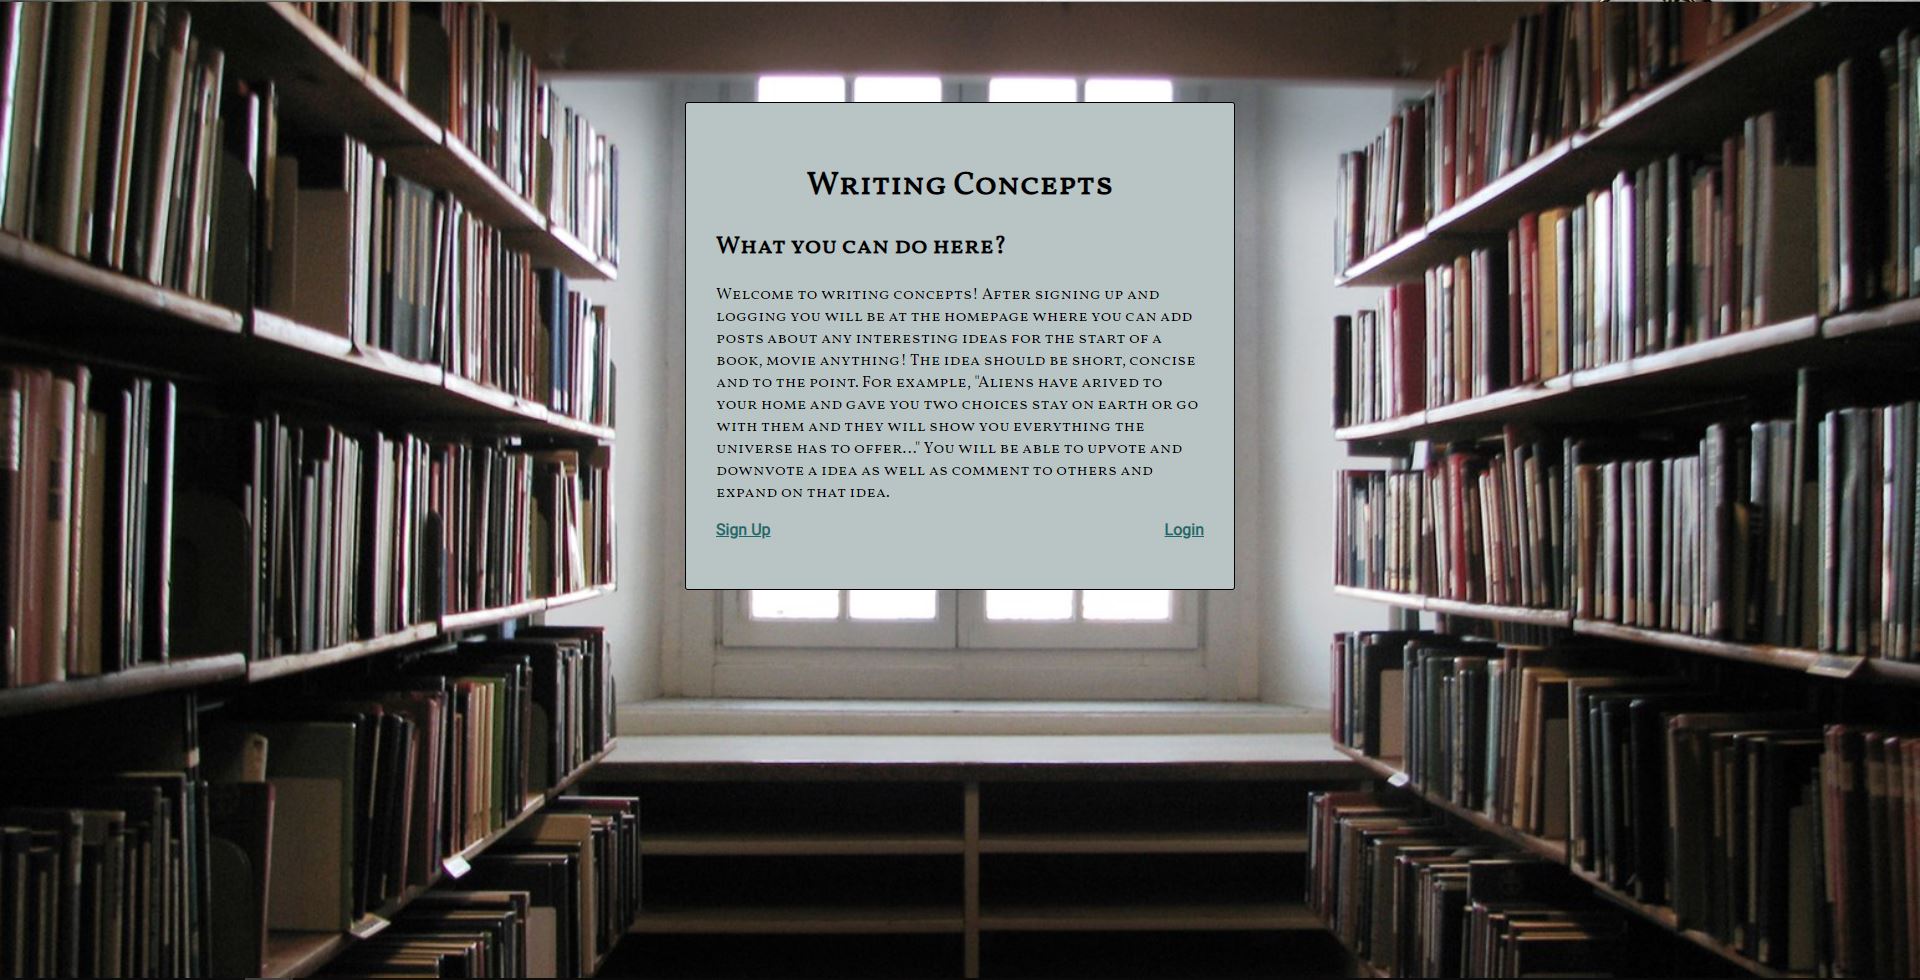 Writing Concepts
What you can do here?
Welcome to writing concepts! After signing up and
logging you will be at the homepage where you can add
posts about any interesting ideas for the start of a
book, movie anything! The idea should be short, concise
and to the point. For example, "Aliens have arived to
your home and gave you two choices stay on earth or go
with them and they will show you everything the
universe has to offer..." You will be able to upvote and
downvote a idea as well as comment to others and
expand on that idea.
Sign Up Login